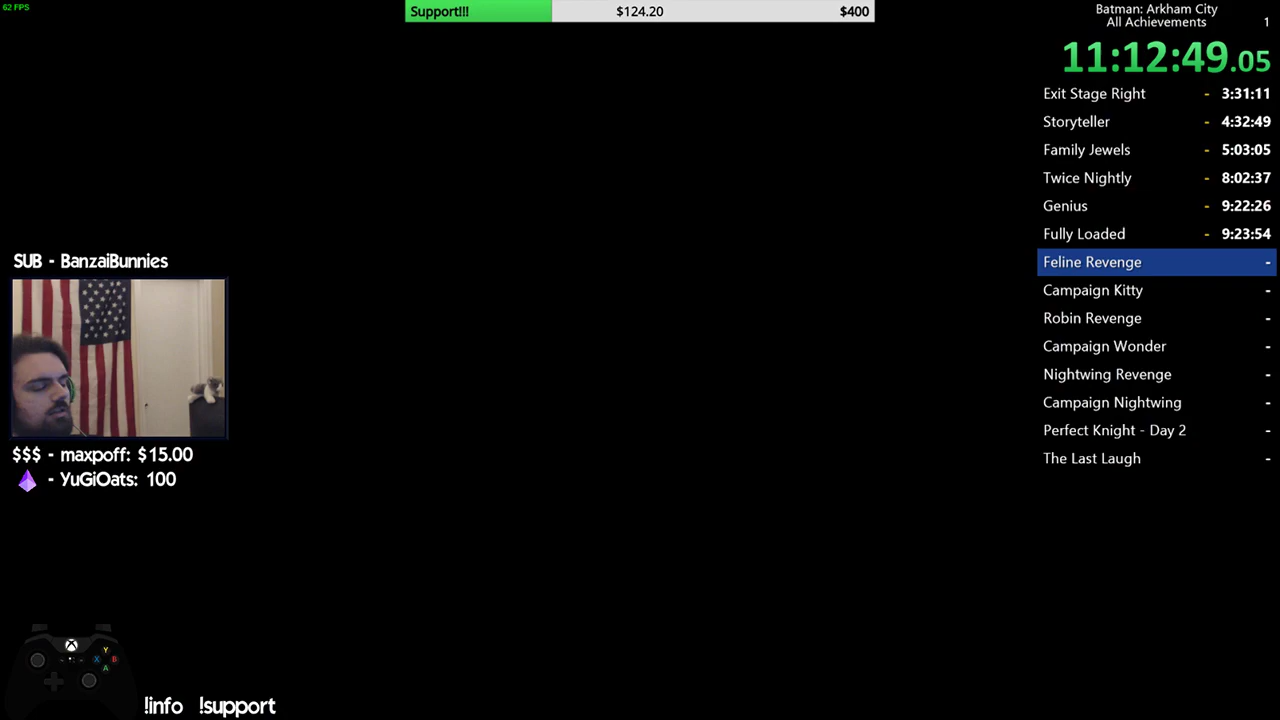 62 FPS
Support!!! $124.20 $400
Batman: Arkham City
All Achievements 1
11:12:49.05
Exit Stage Right - 3:31:11
Storyteller - 4:32:49
Family Jewels - 5:03:05
Twice Nightly - 8:02:37
Genius - 9:22:26
Fully Loaded - 9:23:54
Feline Revenge -
Campaign Kitty -
Robin Revenge -
Campaign Wonder -
Nightwing Revenge -
Campaign Nightwing -
Perfect Knight - Day 2 -
The Last Laugh -
SUB - BanzaiBunnies
$$$ - maxpoff: $15.00
- YuGiOats: 100
Y
X B
A
!info !support